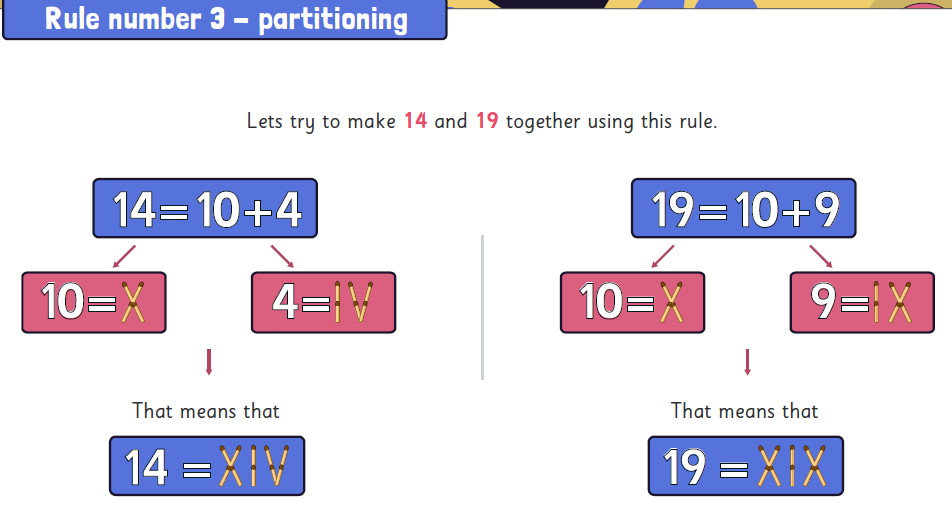 Rule number 3 – partitioning
Lets try to make 14 and 19 together using this rule.
14=10+4
10=X
4=IV
That means that
14 = XIV
19=10+9
10=X
9=IX
That means that
19 = XIX